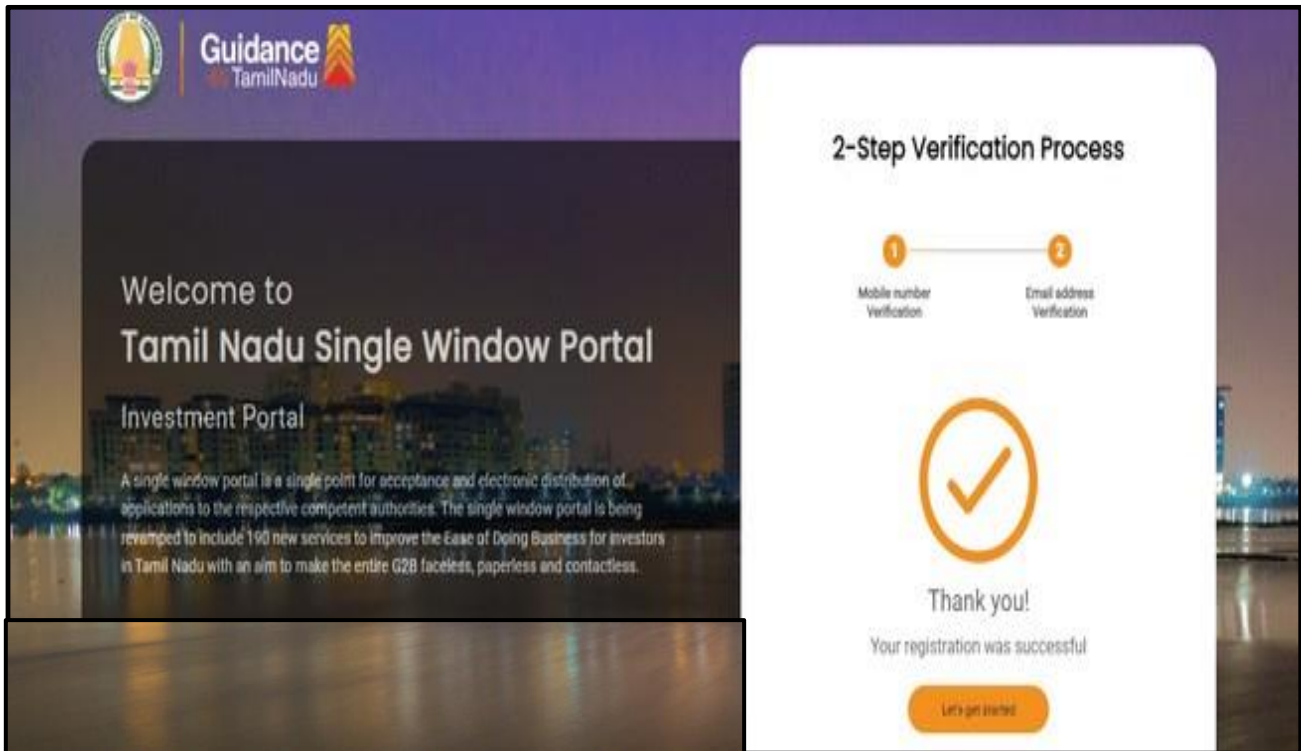 Guidance
TamilNadu
Welcome to
Tamil Nadu Single Window Portal
Investment Portal
A single window portal is a single point for acceptance and electronic distribution of
applications to the respective competent authorities. The single window portal is being
revamped to include 190 new services to improve the Ease of Doing Business for investors
in Tamil Nadu with an aim to make the entire G2B faceless, paperless and contactless.
2-Step Verification Process
1
2
Mobile number
Verification
Email address
Verification
Thank you!
Your registration was successful
Let's get started